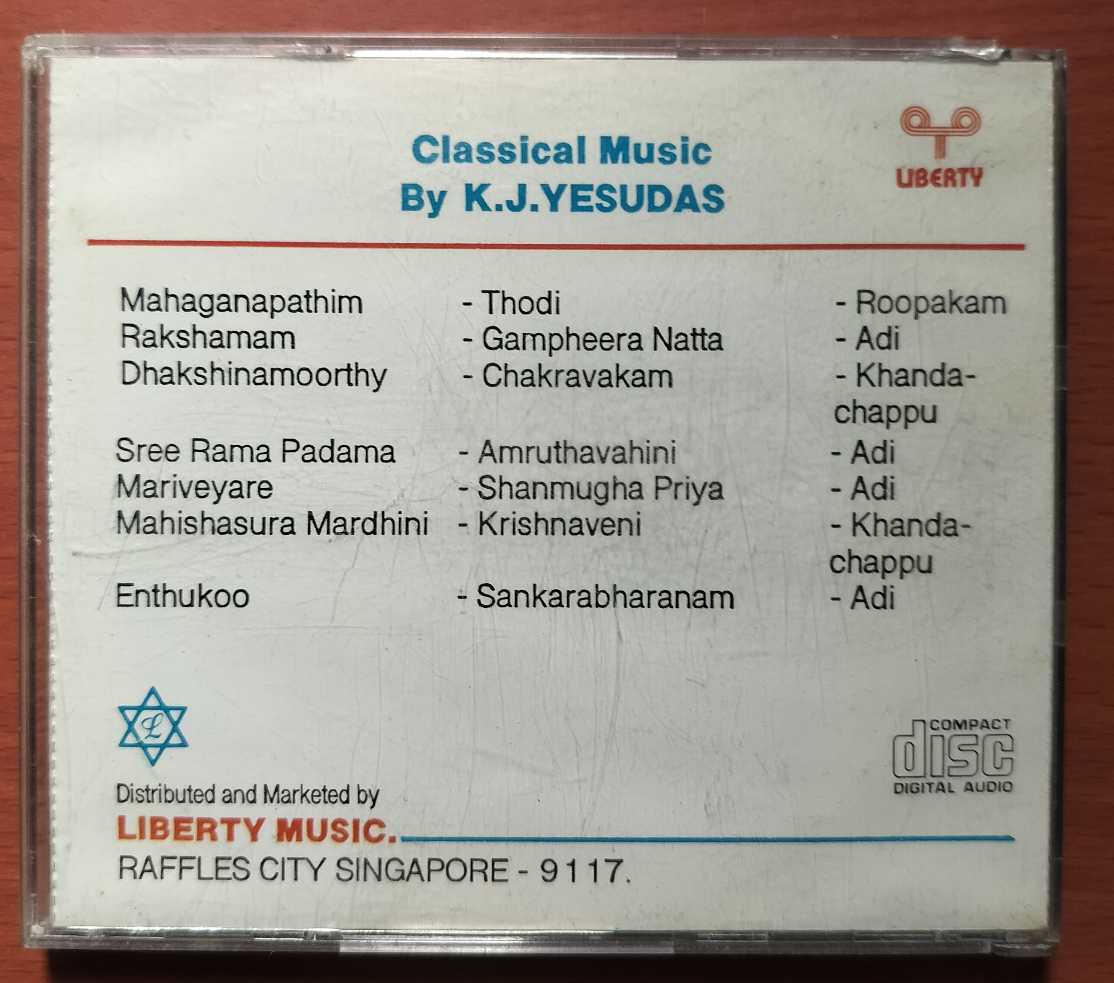 Classical Music
By K.J.YESUDAS
LIBERTY
Mahaganapathim - Thodi - Roopakam
Rakshamam - Gampheera Natta - Adi
Dhakshinamoorthy - Chakravakam - Khanda-
chappu
Sree Rama Padama - Amruthavahini - Adi
Mariveyare - Shanmugha Priya - Adi
Mahishasura Mardhini - Krishnaveni - Khanda-
chappu
Enthukoo - Sankarabharanam - Adi
L
COMPACT
disc
DIGITAL AUDIO
Distributed and Marketed by
LIBERTY MUSIC.
RAFFLES CITY SINGAPORE - 9117.